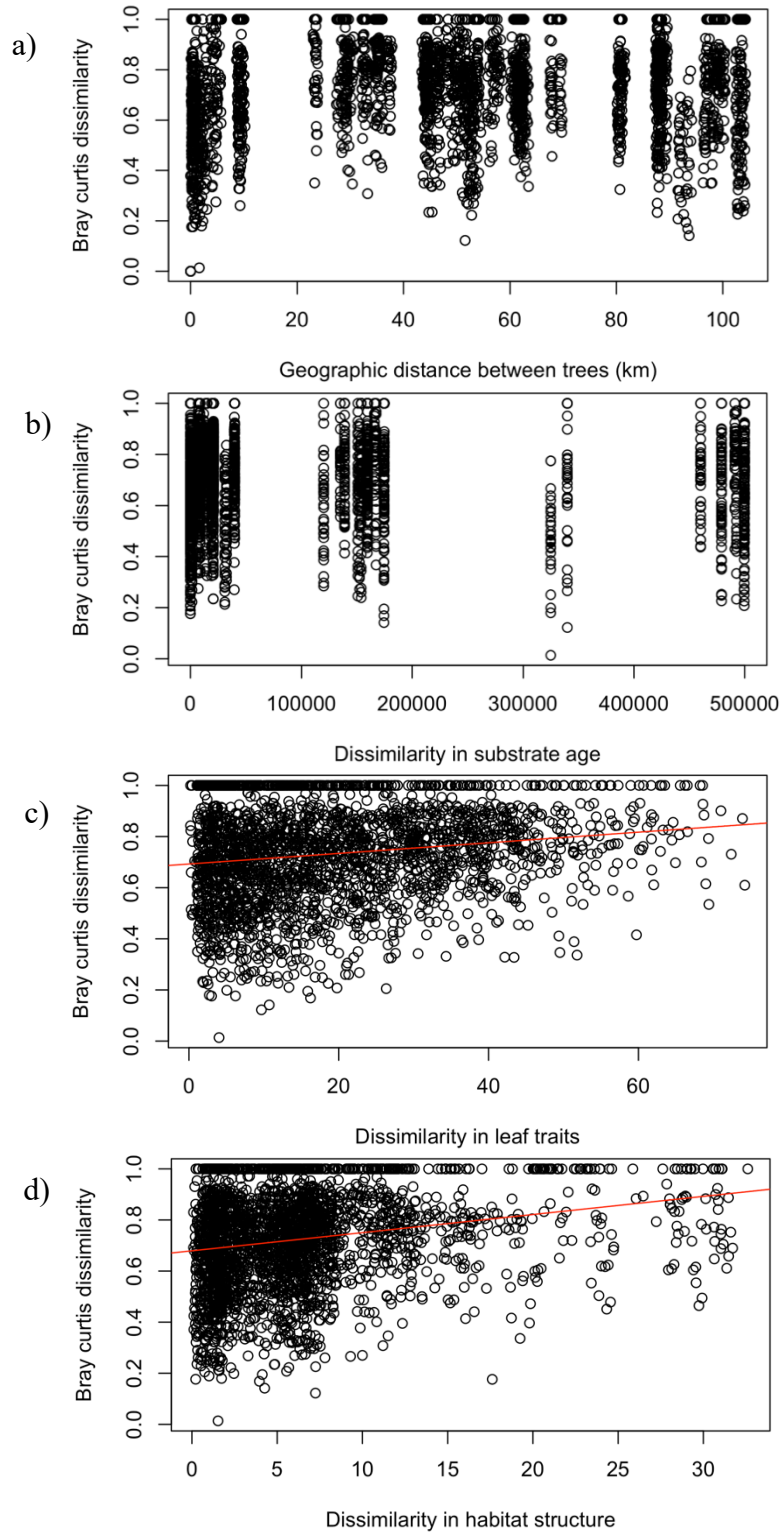 a)
Bray curtis dissimilarity
0.0 0.2 0.4 0.6 0.8 1.0
0 20 40 60 80 100
Geographic distance between trees (km)
b)
Bray curtis dissimilarity
0.0 0.2 0.4 0.6 0.8 1.0
0 100000 200000 300000 400000 500000
Dissimilarity in substrate age
c)
Bray curtis dissimilarity
0.0 0.2 0.4 0.6 0.8 1.0
0 20 40 60
Dissimilarity in leaf traits
d)
Bray curtis dissimilarity
0.0 0.2 0.4 0.6 0.8 1.0
0 5 10 15 20 25 30
Dissimilarity in habitat structure